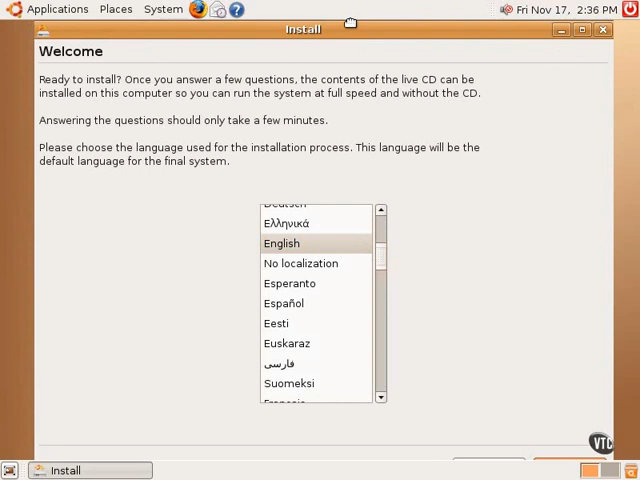 Applications Places System
Fri Nov 17, 2:36 PM
Install
Welcome
Ready to install? Once you answer a few questions, the contents of the live CD can be
installed on this computer so you can run the system at full speed and without the CD.
Answering the questions should only take a few minutes.
Please choose the language used for the installation process. This language will be the
default language for the final system.
Deutsch
Ελληνικά
English
No localization
Esperanto
Español
Eesti
Euskaraz
فارسی
Suomeksi
Français
VTC
Install